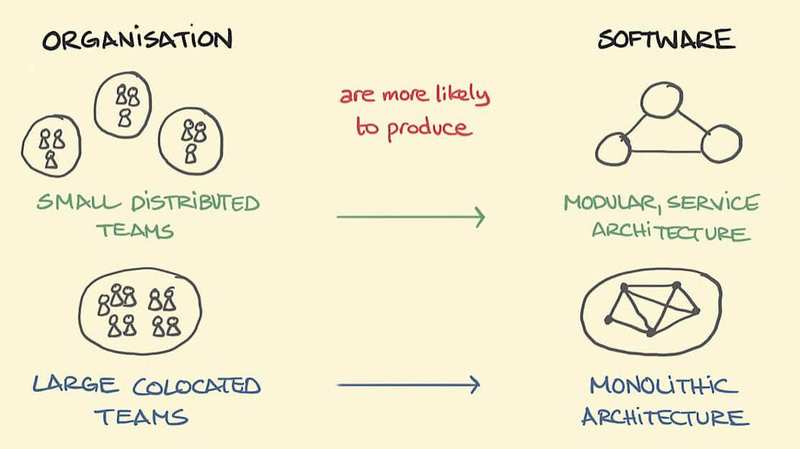 ORGANISATION
SOFTWARE
are more likely
to produce
SMALL DISTRIBUTED
TEAMS
MODULAR, SERVICE
ARCHITECTURE
LARGE COLOCATED
TEAMS
MONOLITHIC
ARCHITECTURE